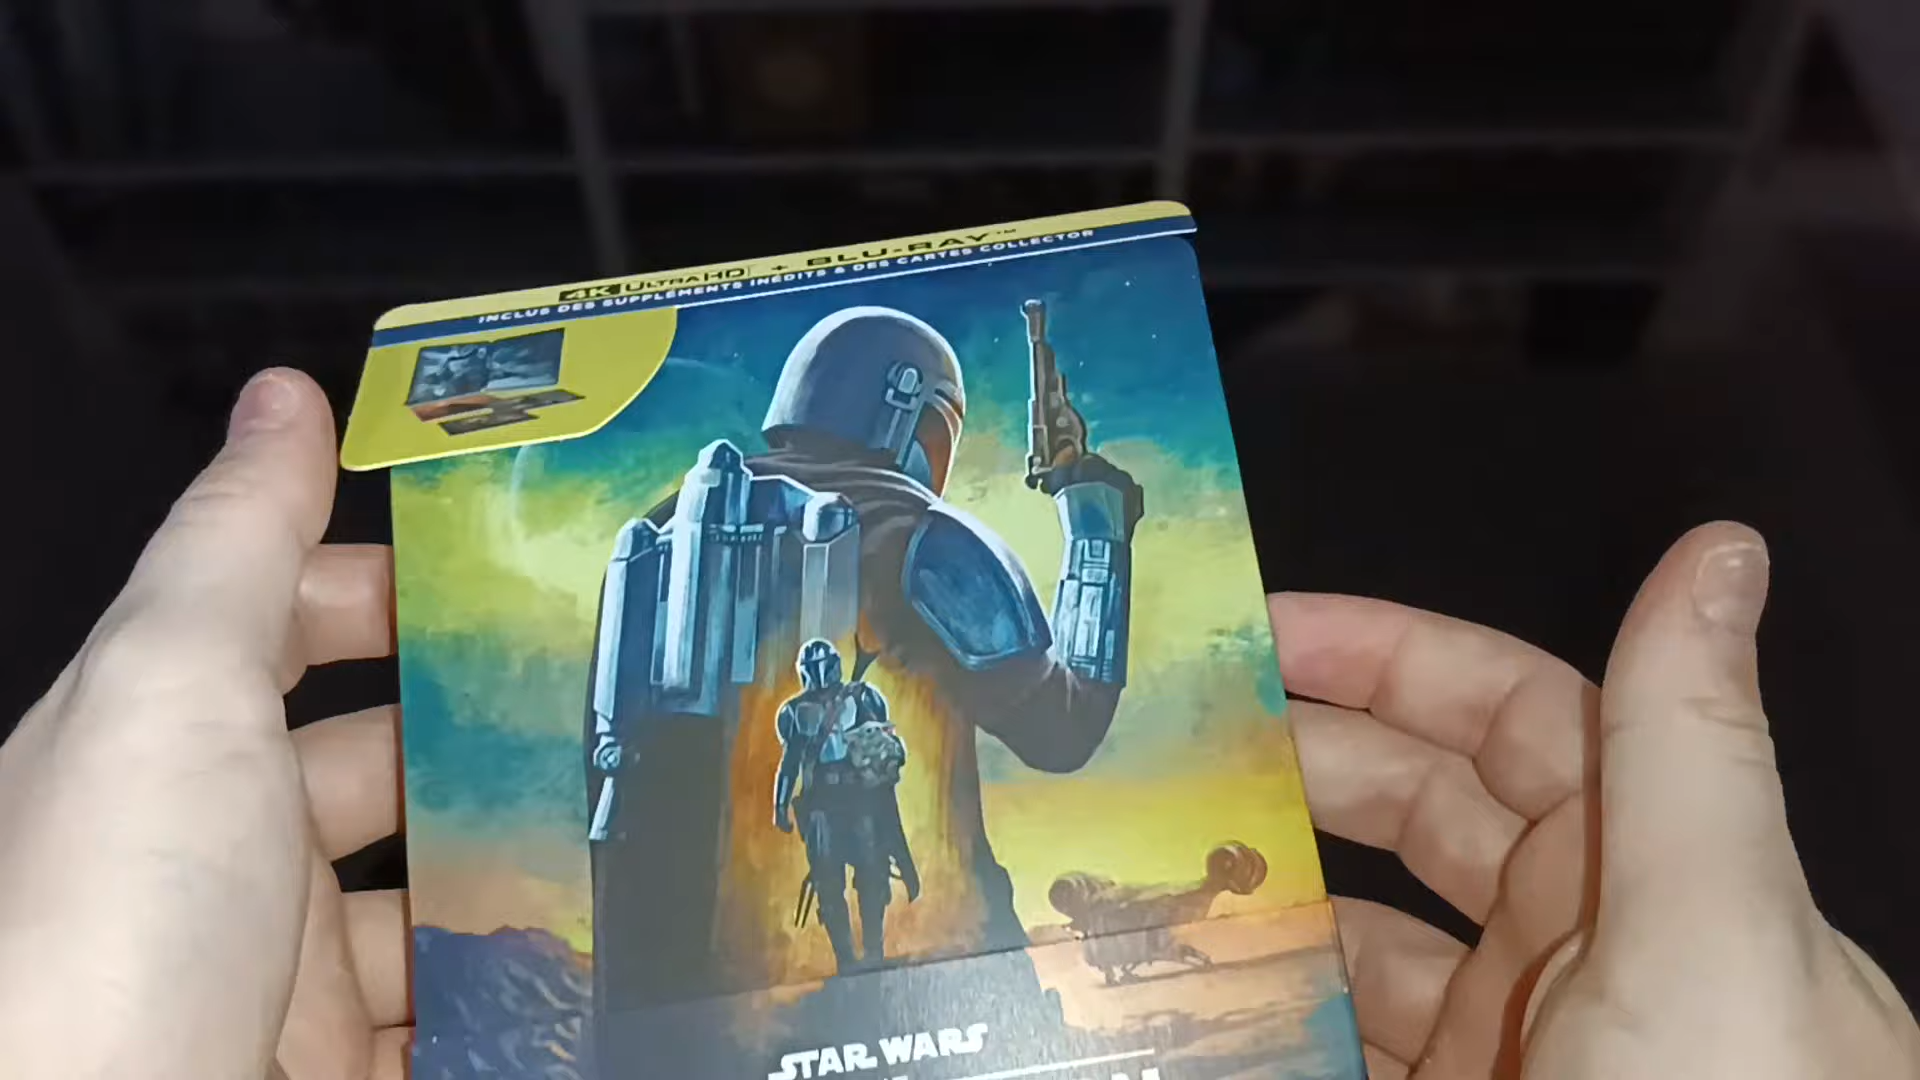 4K ULTRA HD + BLU-RAY™
INCLUS DES SUPPLÉMENTS INÉDITS & DES CARTES COLLECTOR
STAR WARS